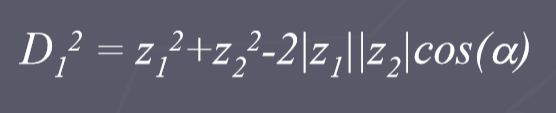 D₁² = z₁²+z₂²-2|z₁||z₂|cos(α)